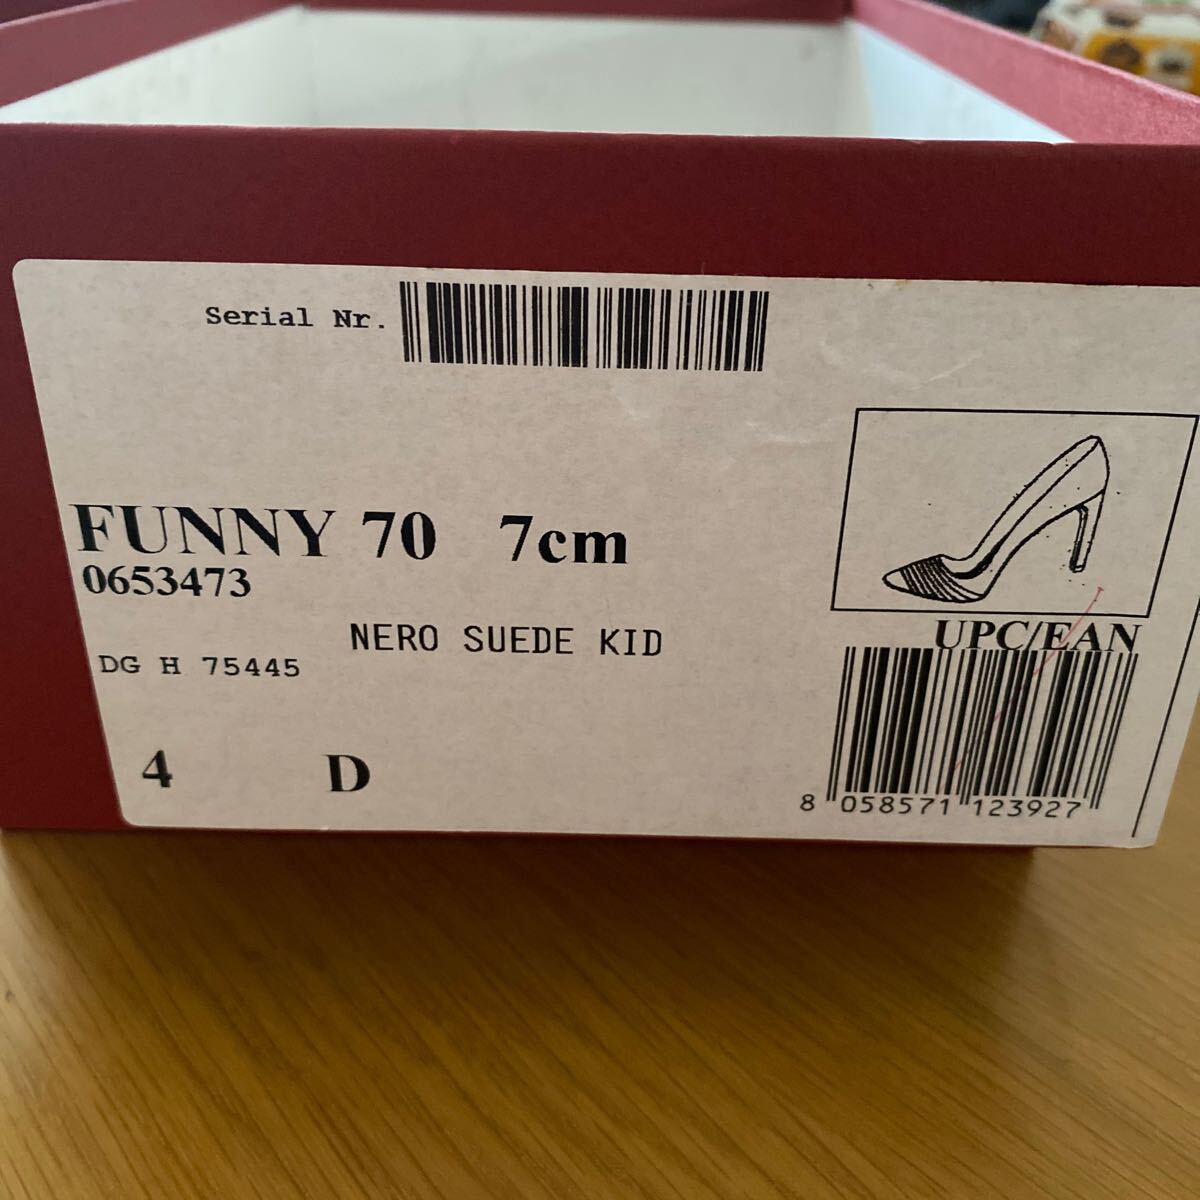 Serial Nr.
FUNNY 70 7cm
0653473
NERO SUEDE KID
DG H 75445
4 D
UPC/EAN
8 058571 123927